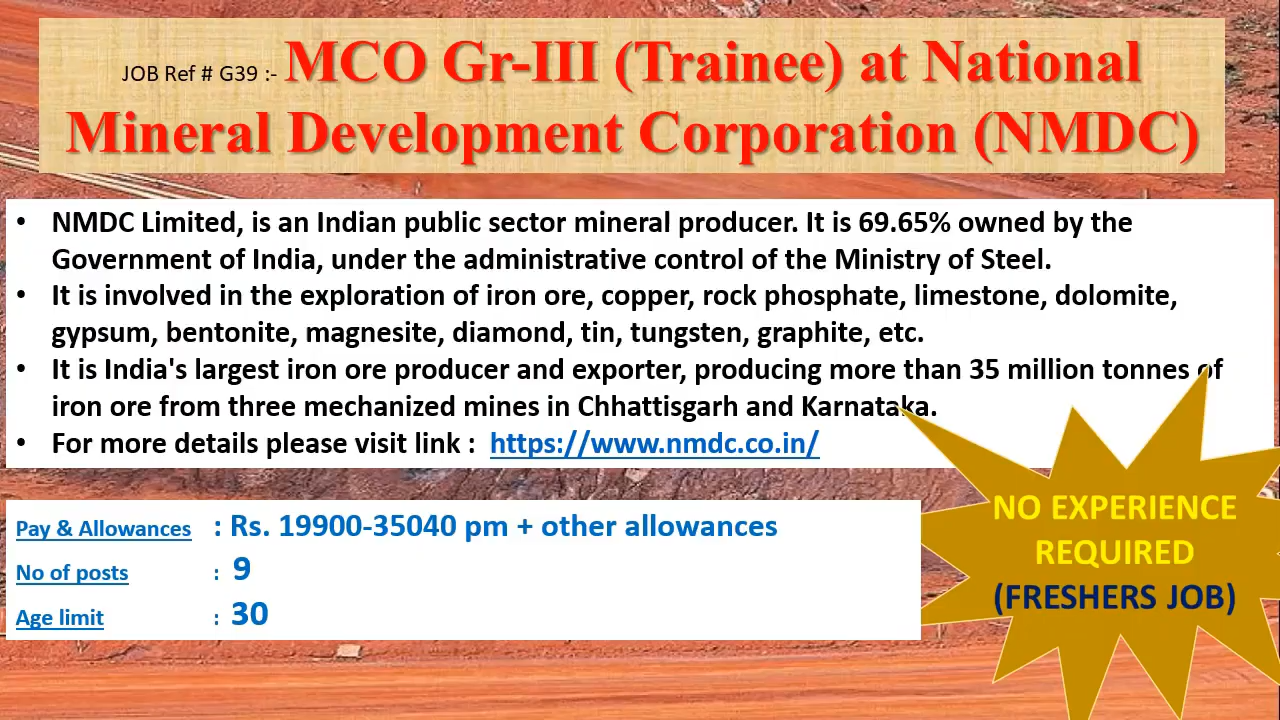 JOB Ref # G39 :- MCO Gr-III (Trainee) at National
Mineral Development Corporation (NMDC)
• NMDC Limited, is an Indian public sector mineral producer. It is 69.65% owned by the
Government of India, under the administrative control of the Ministry of Steel.
• It is involved in the exploration of iron ore, copper, rock phosphate, limestone, dolomite,
gypsum, bentonite, magnesite, diamond, tin, tungsten, graphite, etc.
• It is India's largest iron ore producer and exporter, producing more than 35 million tonnes of
iron ore from three mechanized mines in Chhattisgarh and Karnataka.
• For more details please visit link : https://www.nmdc.co.in/
Pay & Allowances : Rs. 19900-35040 pm + other allowances
No of posts : 9
Age limit : 30
NO EXPERIENCE
REQUIRED
(FRESHERS JOB)